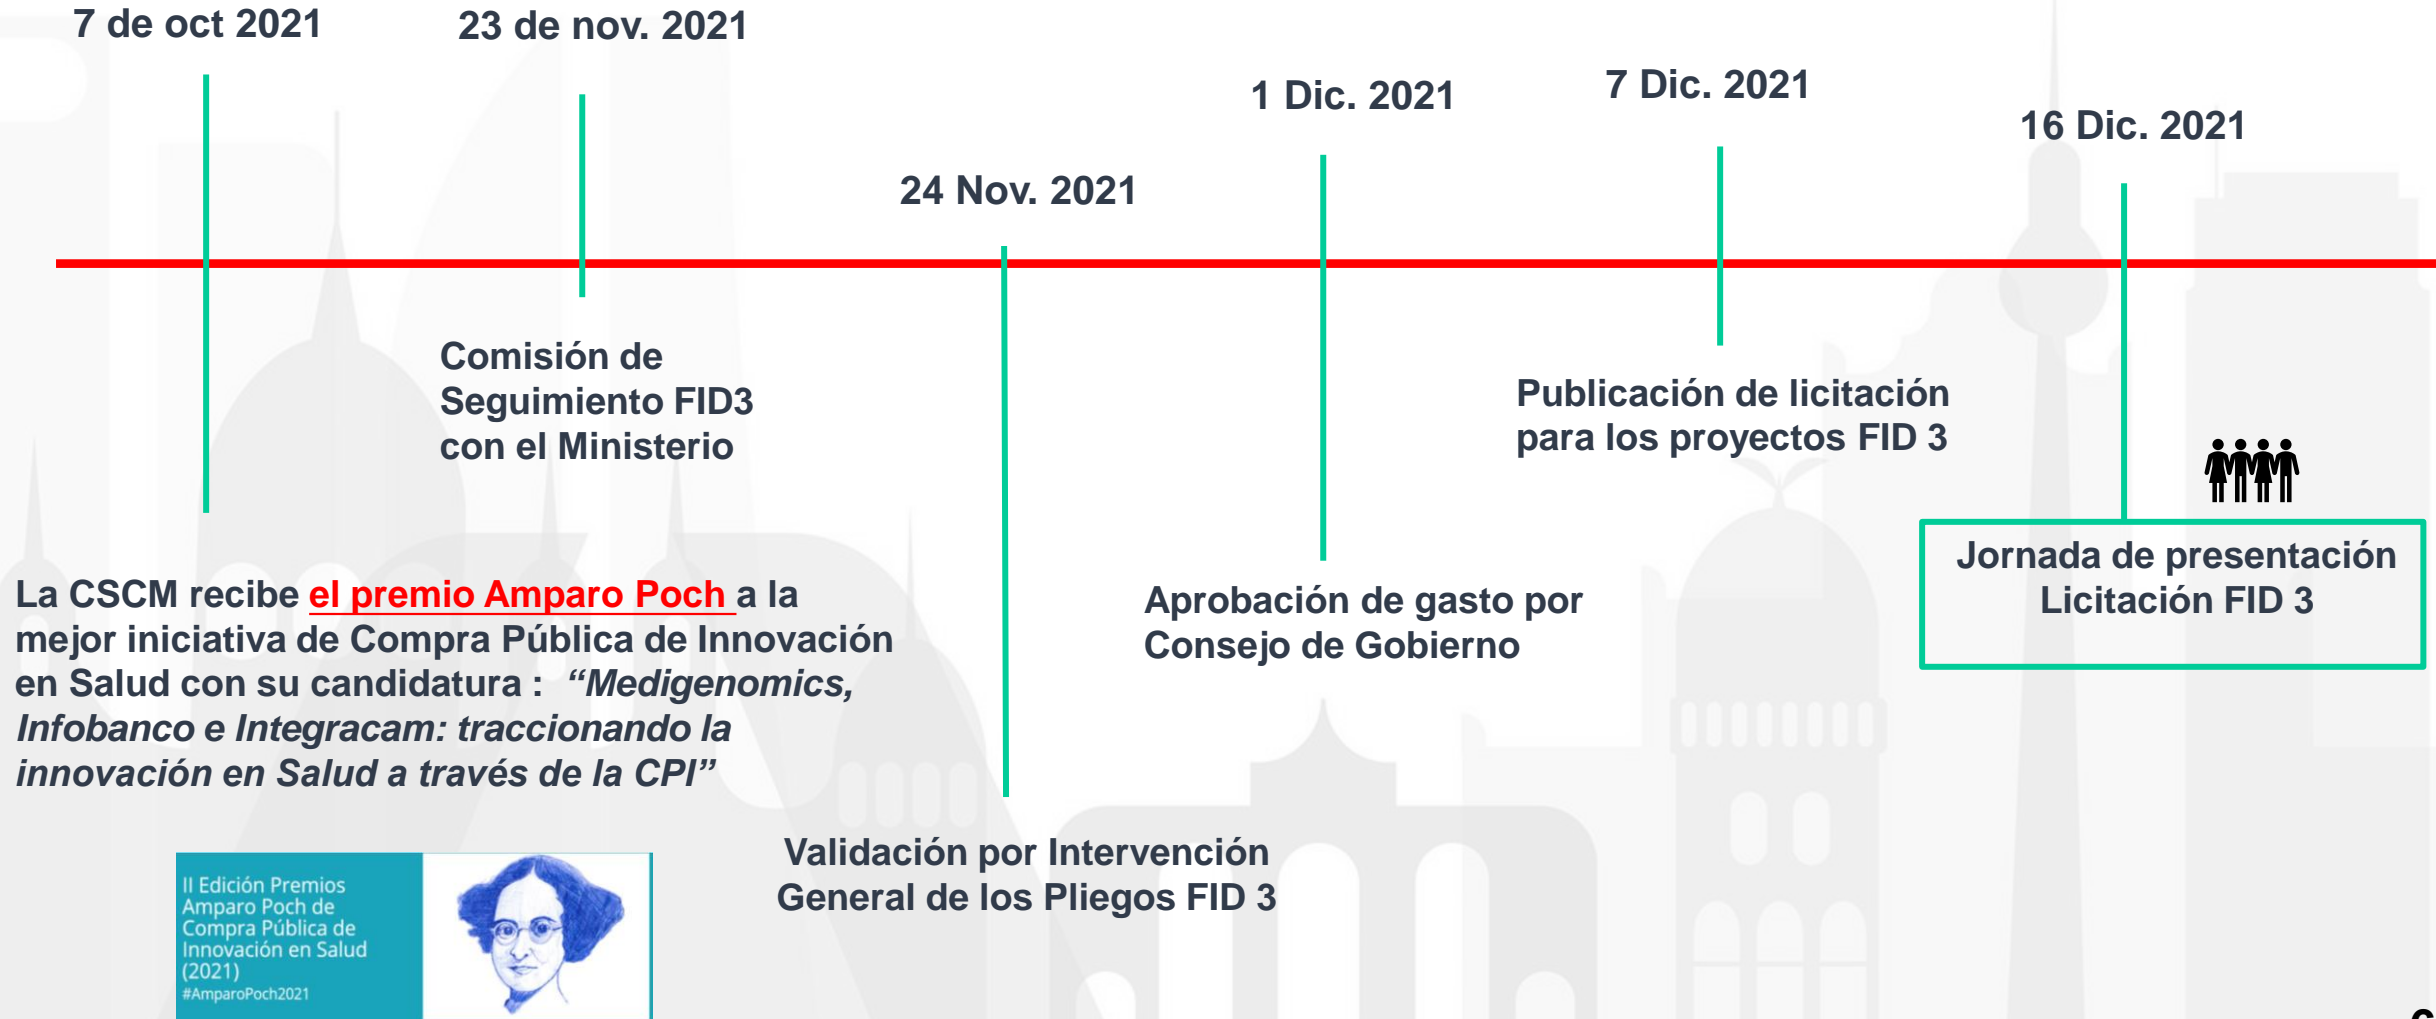 7 de oct 2021
23 de nov. 2021
24 Nov. 2021
1 Dic. 2021
7 Dic. 2021
16 Dic. 2021
Comisión de
Seguimiento FID3
con el Ministerio
Publicación de licitación
para los proyectos FID 3
Jornada de presentación
Licitación FID 3
La CSCM recibe el premio Amparo Poch a la
mejor iniciativa de Compra Pública de Innovación
en Salud con su candidatura : “Medigenomics,
Infobanco e Integracam: traccionando la
innovación en Salud a través de la CPI”
Aprobación de gasto por
Consejo de Gobierno
Validación por Intervención
General de los Pliegos FID 3
II Edición Premios
Amparo Poch de
Compra Pública de
Innovación en Salud
(2021)
#AmparoPoch2021